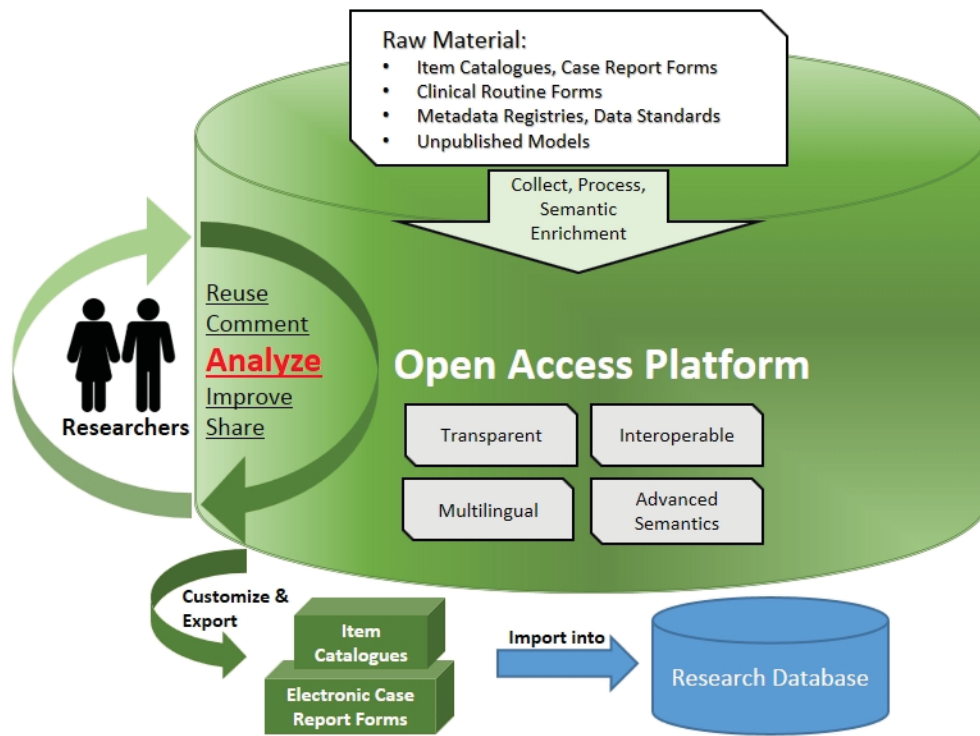 Raw Material:
• Item Catalogues, Case Report Forms
• Clinical Routine Forms
• Metadata Registries, Data Standards
• Unpublished Models
Collect, Process,
Semantic
Enrichment
Reuse
Comment
Analyze
Improve
Share
Researchers
Open Access Platform
Transparent
Interoperable
Multilingual
Advanced
Semantics
Customize &
Export
Item
Catalogues
Electronic Case
Report Forms
Import into
Research Database